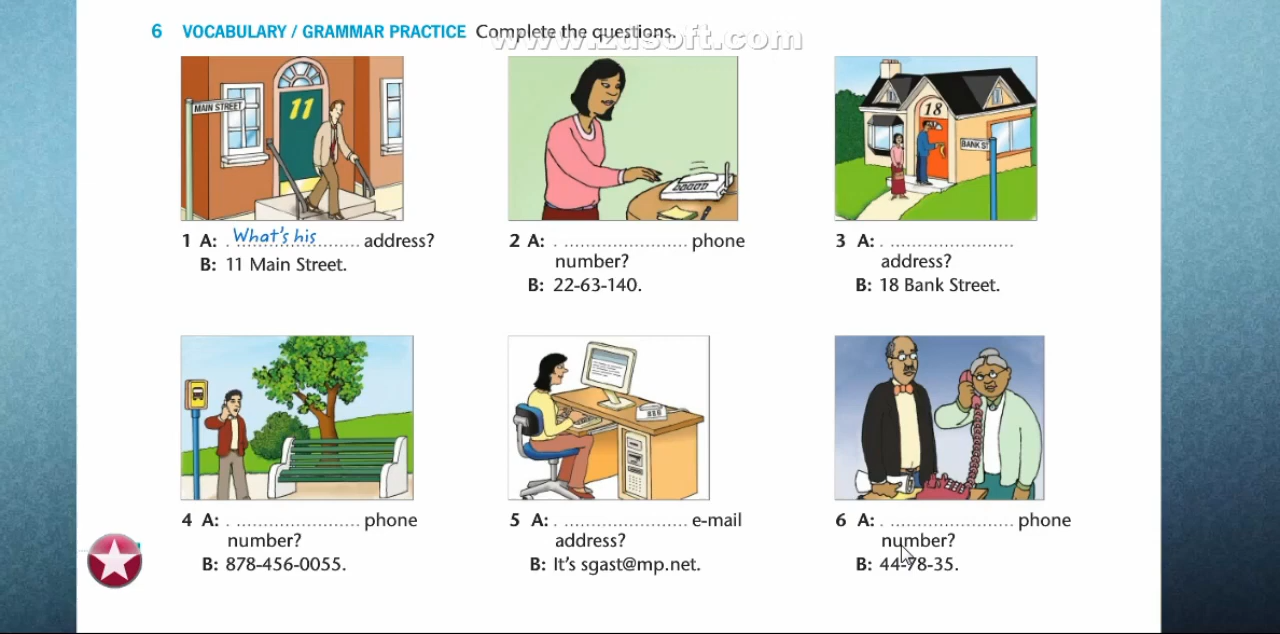 6 VOCABULARY / GRAMMAR PRACTICE Complete the questions.
www.zdsoft.com
MAIN STREET
11
18
BANK ST
1 A: . What's his .......... address?
B: 11 Main Street.
2 A: . ....................... phone
number?
B: 22-63-140.
3 A: . .......................
address?
B: 18 Bank Street.
4 A: . ....................... phone
number?
B: 878-456-0055.
5 A: . ....................... e-mail
address?
B: It's sgast@mp.net.
6 A: . ....................... phone
number?
B: 44-78-35.